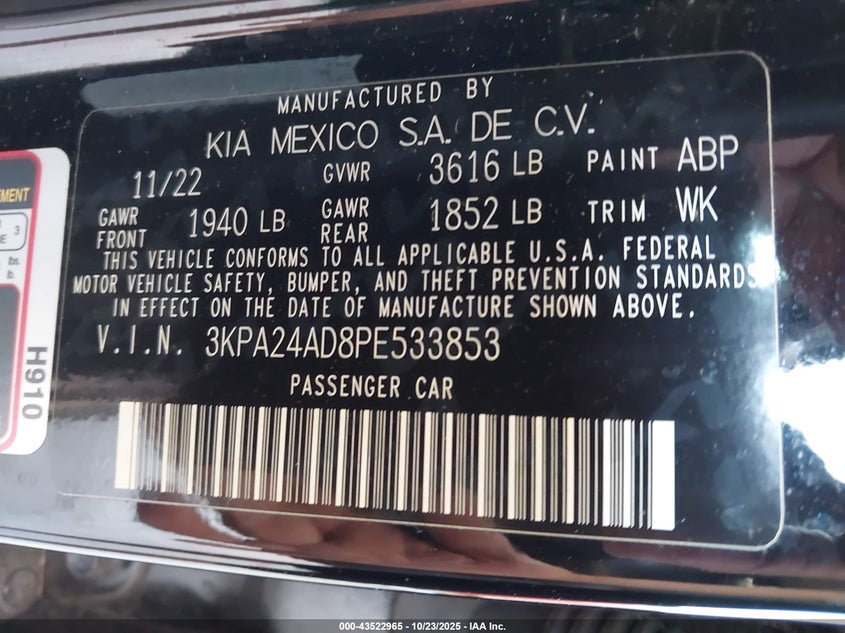 MANUFACTURED BY
KIA MEXICO S.A. DE C.V.
11/22 GVWR 3616 LB PAINT ABP
GAWR FRONT 1940 LB GAWR REAR 1852 LB TRIM WK
THIS VEHICLE CONFORMS TO ALL APPLICABLE U.S.A. FEDERAL
MOTOR VEHICLE SAFETY, BUMPER, AND THEFT PREVENTION STANDARDS
IN EFFECT ON THE DATE OF MANUFACTURE SHOWN ABOVE.
V.I.N. 3KPA24AD8PE533853
PASSENGER CAR
3
lbs.
lb.
H910
000-43522965 - 10/23/2025 - IAA Inc.